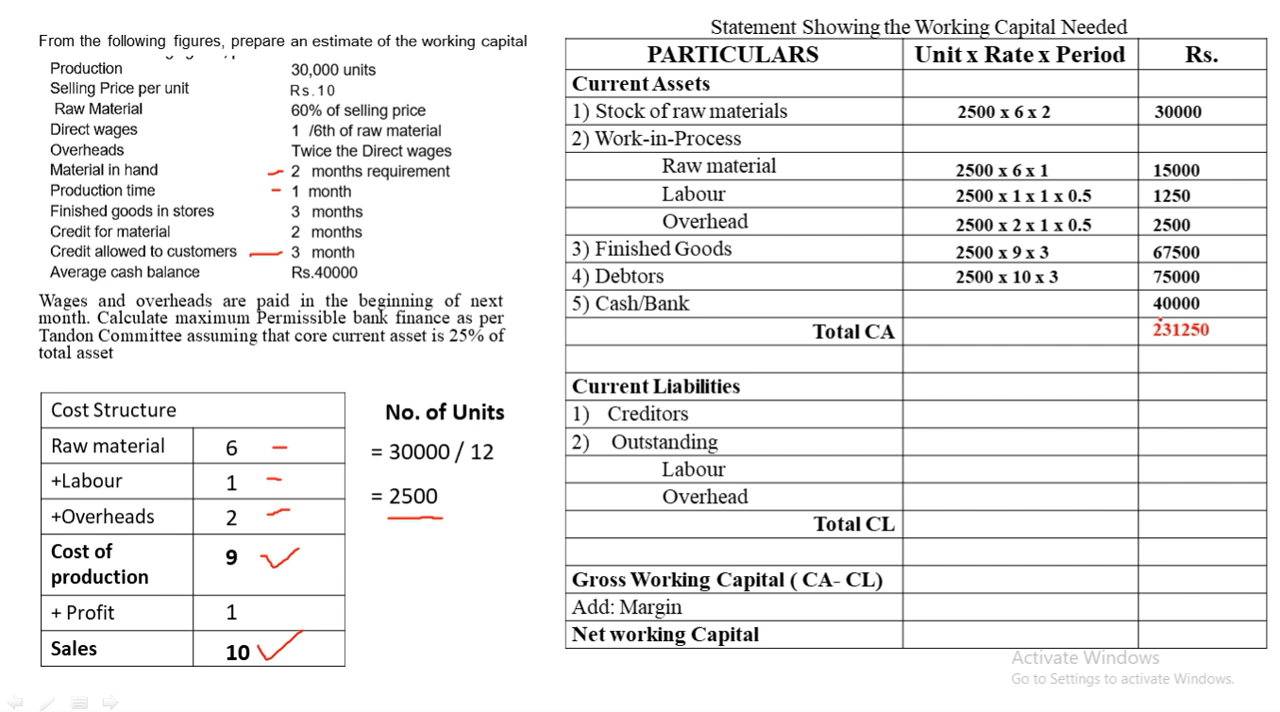 From the following figures, prepare an estimate of the working capital
Production 30,000 units
Selling Price per unit Rs.10
Raw Material 60% of selling price
Direct wages 1 /6th of raw material
Overheads Twice the Direct wages
Material in hand 2 months requirement
Production time 1 month
Finished goods in stores 3 months
Credit for material 2 months
Credit allowed to customers 3 month
Average cash balance Rs.40000
Wages and overheads are paid in the beginning of next
month. Calculate maximum Permissible bank finance as per
Tandon Committee assuming that core current asset is 25% of
total asset
Cost Structure
Raw material 6
+Labour 1
+Overheads 2
Cost of
production 9
+ Profit 1
Sales 10
No. of Units
= 30000 / 12
= 2500
Statement Showing the Working Capital Needed
PARTICULARS Unit x Rate x Period Rs.
Current Assets
1) Stock of raw materials 2500 x 6 x 2 30000
2) Work-in-Process
Raw material 2500 x 6 x 1 15000
Labour 2500 x 1 x 1 x 0.5 1250
Overhead 2500 x 2 x 1 x 0.5 2500
3) Finished Goods 2500 x 9 x 3 67500
4) Debtors 2500 x 10 x 3 75000
5) Cash/Bank 40000
Total CA 231250
Current Liabilities
1) Creditors
2) Outstanding
Labour
Overhead
Total CL
Gross Working Capital ( CA- CL)
Add: Margin
Net working Capital
Activate Windows
Go to Settings to activate Windows.